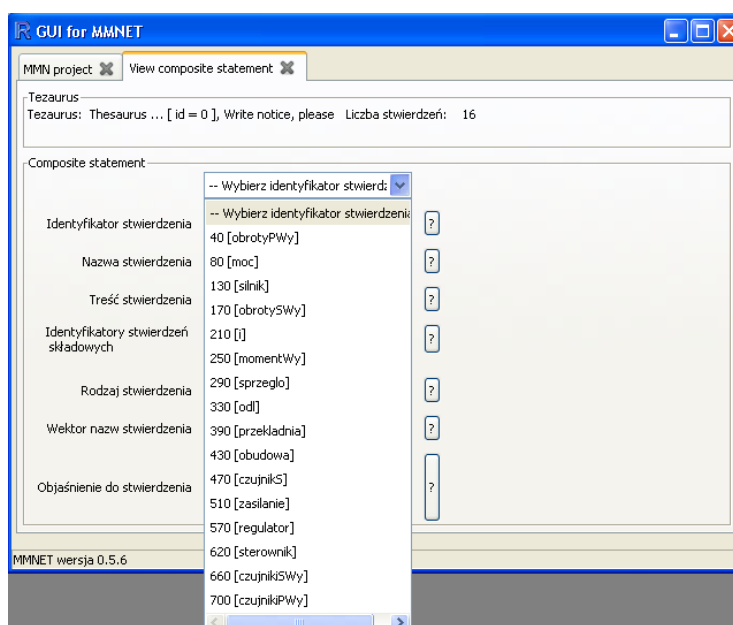 GUI for MMNET
MMN project View composite statement
Tezaurus
Tezaurus: Thesaurus ... [ id = 0 ], Write notice, please Liczba stwierdzeń: 16
Composite statement
-- Wybierz identyfikator stwierdz
-- Wybierz identyfikator stwierdzenia
Identyfikator stwierdzenia ?
40 [obrotyPWy]
Nazwa stwierdzenia 80 [moc] ?
130 [silnik]
Treść stwierdzenia ?
170 [obrotySWy]
Identyfikatory stwierdzeń składowych 210 [i] ?
250 [momentWy]
Rodzaj stwierdzenia 290 [sprzeglo] ?
330 [odl]
Wektor nazw stwierdzenia 390 [przekladnia] ?
430 [obudowa]
Objaśnienie do stwierdzenia 470 [czujnikS] ?
510 [zasilanie]
570 [regulator]
MMNET wersja 0.5.6 620 [sterownik]
660 [czujnikiSWy]
700 [czujnikiPWy]